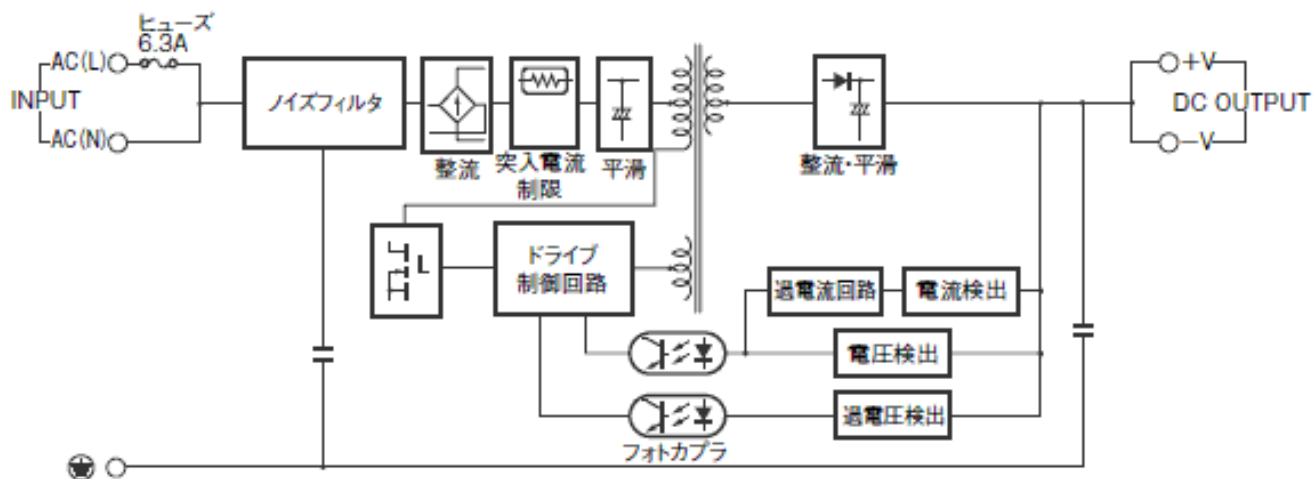 ヒューズ
6.3A
AC(L)
INPUT
AC(N)
ノイズフィルタ
整流
突入電流
制限
平滑
整流・平滑
+V
DC OUTPUT
−V
ドライブ
制御回路
過電流回路
電流検出
電圧検出
過電圧検出
フォトカプラ